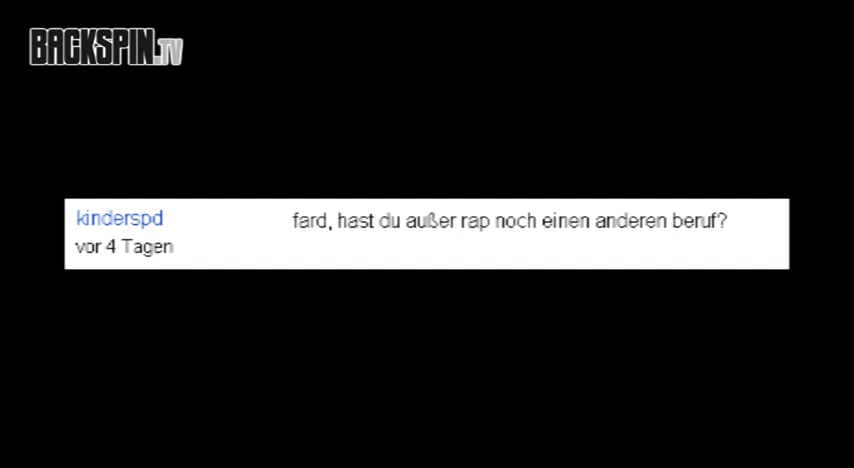 BACKSPIN.TV
kinderspd fard, hast du außer rap noch einen anderen beruf?
vor 4 Tagen